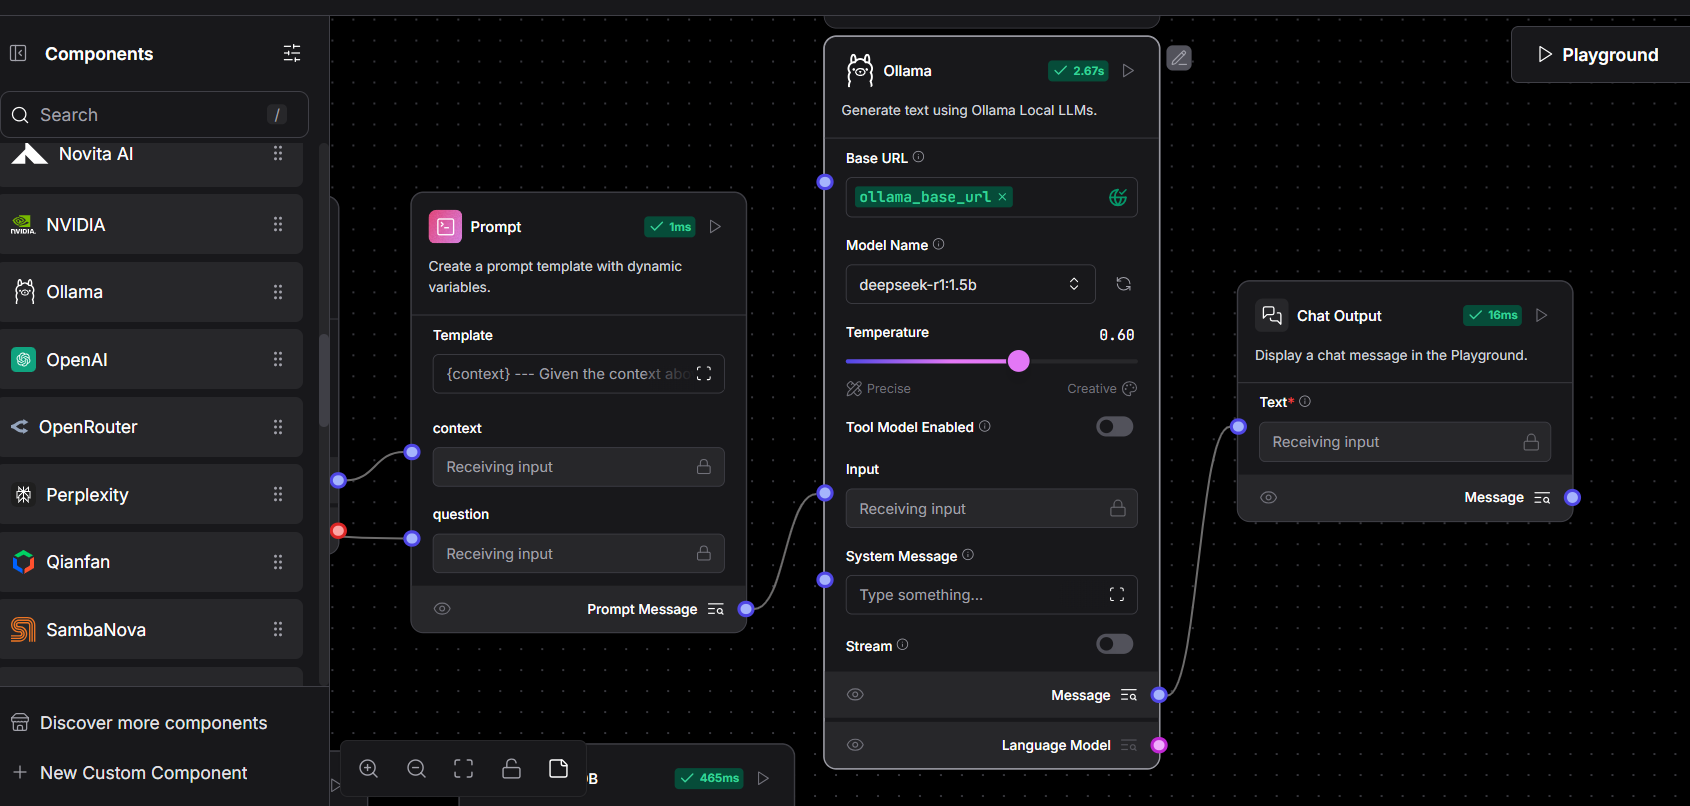 Components
Search
/
Novita AI
NVIDIA
Ollama
OpenAI
OpenRouter
Perplexity
Qianfan
SambaNova
Discover more components
New Custom Component
Prompt
1ms
Create a prompt template with dynamic
variables.
Template
{context} --- Given the context abo
context
Receiving input
question
Receiving input
Prompt Message
B
465ms
Ollama
2.67s
Generate text using Ollama Local LLMs.
Base URL
ollama_base_url
Model Name
deepseek-r1:1.5b
Temperature
0.60
Precise
Creative
Tool Model Enabled
Input
Receiving input
System Message
Type something...
Stream
Message
Language Model
Playground
Chat Output
16ms
Display a chat message in the Playground.
Text*
Receiving input
Message